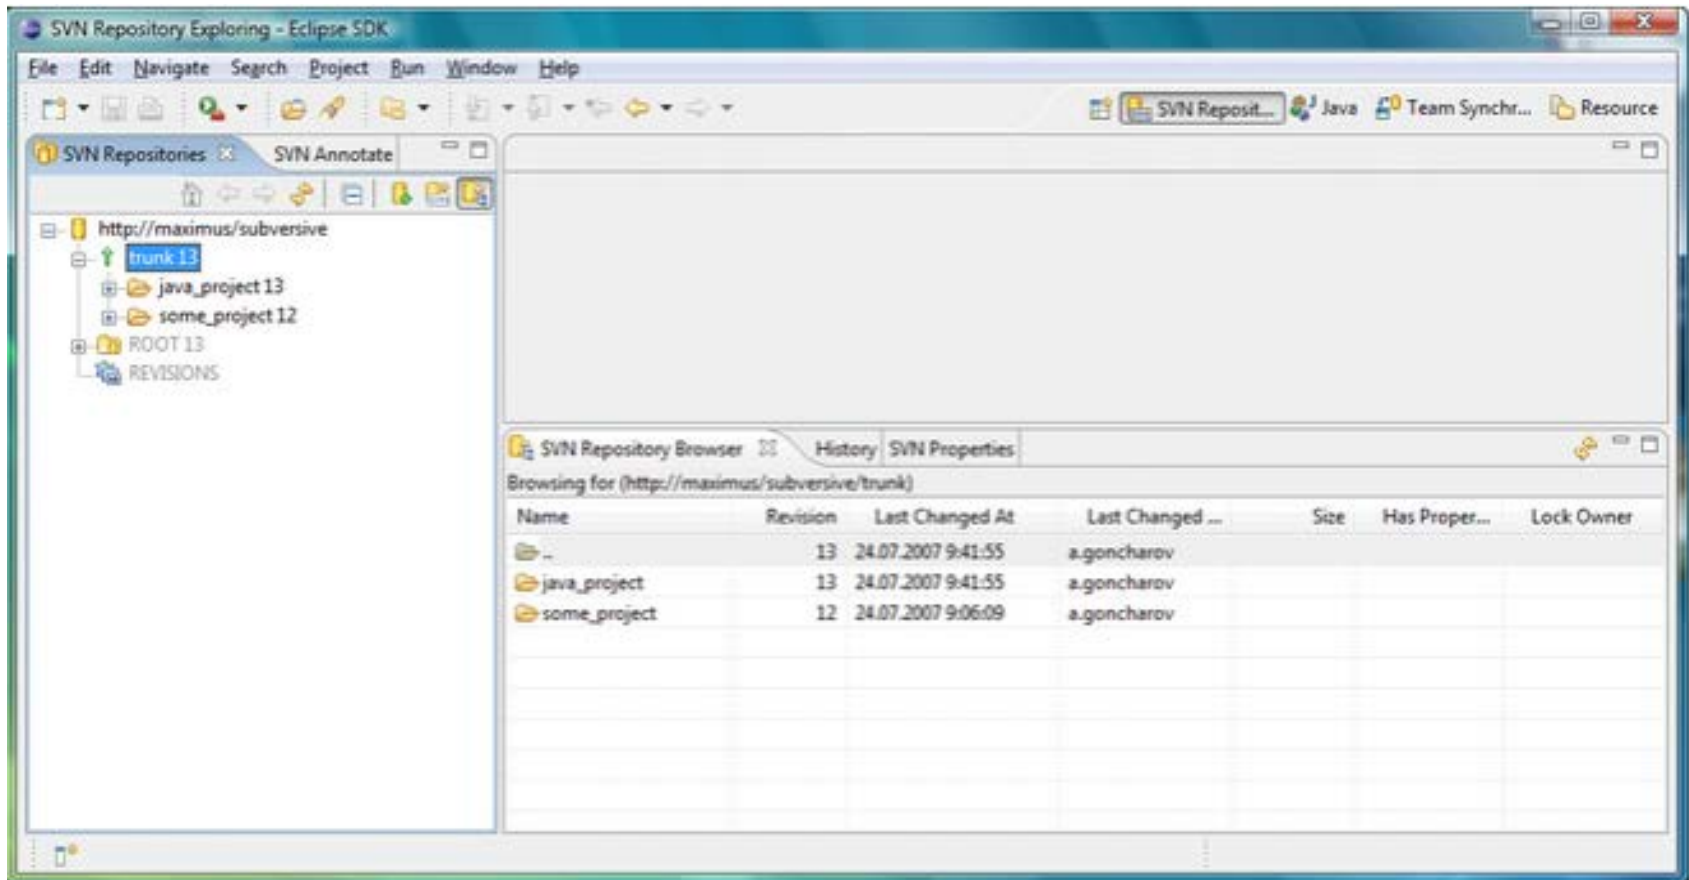 SVN Repository Exploring - Eclipse SDK
File Edit Navigate Search Project Run Window Help
SVN Reposit... Java Team Synchr... Resource
SVN Repositories SVN Annotate
http://maximus/subversive
trunk 13
java_project 13
some_project 12
ROOT 13
REVISIONS
SVN Repository Browser History SVN Properties
Browsing for (http://maximus/subversive/trunk)
Name Revision Last Changed At Last Changed ... Size Has Proper... Lock Owner
.. 13 24.07.2007 9:41:55 a.goncharov
java_project 13 24.07.2007 9:41:55 a.goncharov
some_project 12 24.07.2007 9:06:09 a.goncharov